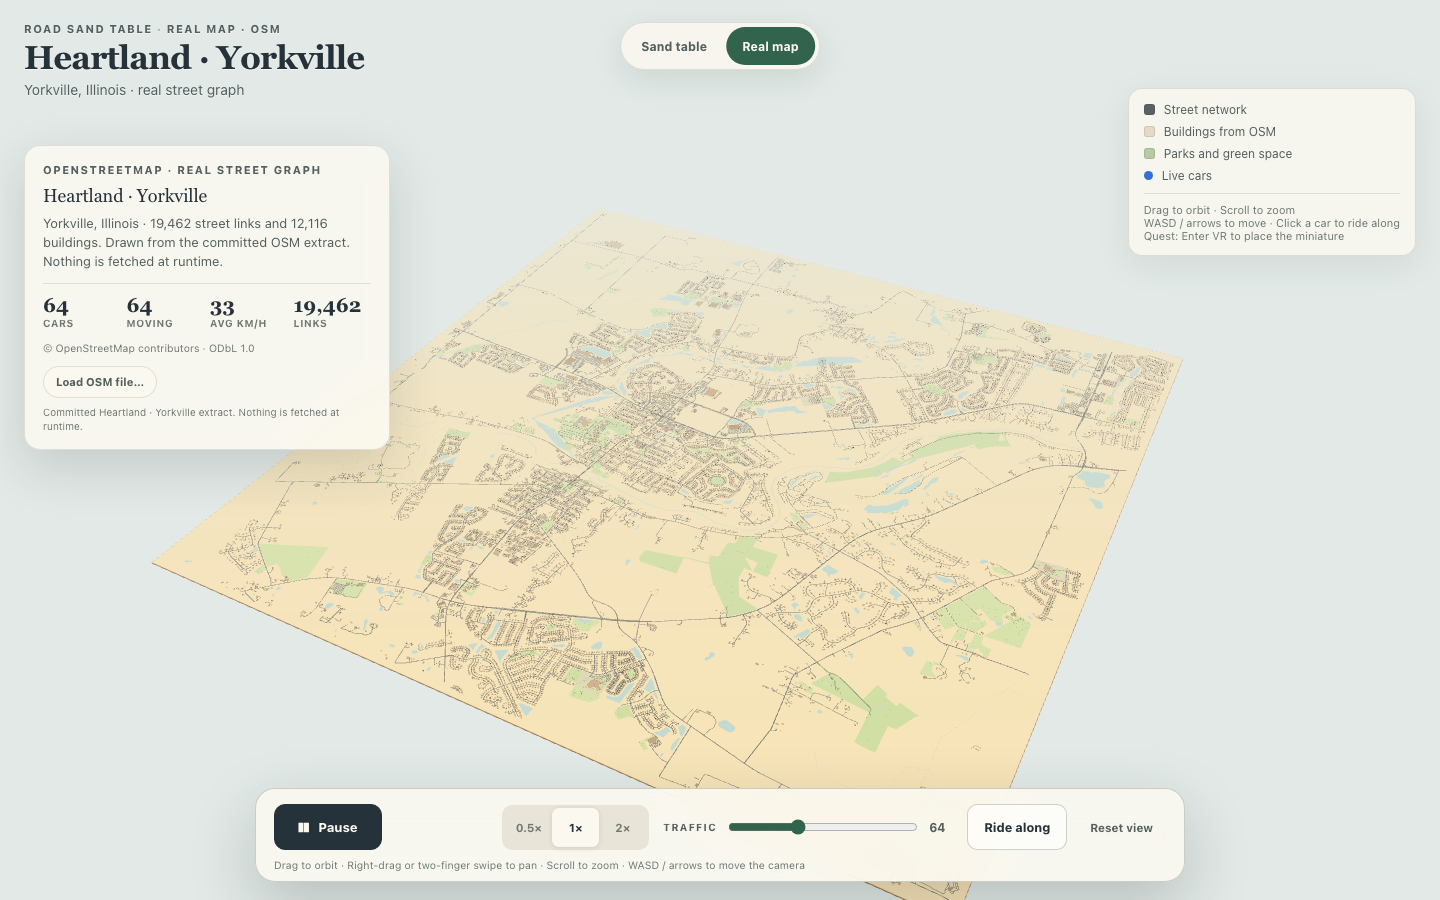 ROAD SAND TABLE · REAL MAP · OSM
Heartland · Yorkville
Yorkville, Illinois · real street graph
Sand table
Real map
Street network
Buildings from OSM
Parks and green space
Live cars
Drag to orbit · Scroll to zoom
WASD / arrows to move · Click a car to ride along
Quest: Enter VR to place the miniature
OPENSTREETMAP · REAL STREET GRAPH
Heartland · Yorkville
Yorkville, Illinois · 19,462 street links and 12,116
buildings. Drawn from the committed OSM extract.
Nothing is fetched at runtime.
64 64 33 19,462
CARS MOVING AVG KM/H LINKS
© OpenStreetMap contributors · ODbL 1.0
Load OSM file...
Committed Heartland · Yorkville extract. Nothing is fetched at
runtime.
Pause 0.5× 1× 2× TRAFFIC 64 Ride along Reset view
Drag to orbit · Right-drag or two-finger swipe to pan · Scroll to zoom · WASD / arrows to move the camera